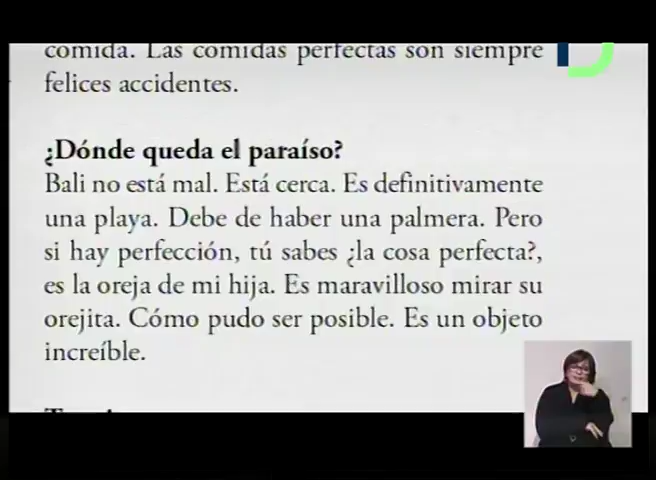 comida. Las comidas perfectas son siempre
felices accidentes.
¿Dónde queda el paraíso?
Bali no está mal. Está cerca. Es definitivamente
una playa. Debe de haber una palmera. Pero
si hay perfección, tú sabes ¿la cosa perfecta?,
es la oreja de mi hija. Es maravilloso mirar su
orejita. Cómo pudo ser posible. Es un objeto
increíble.